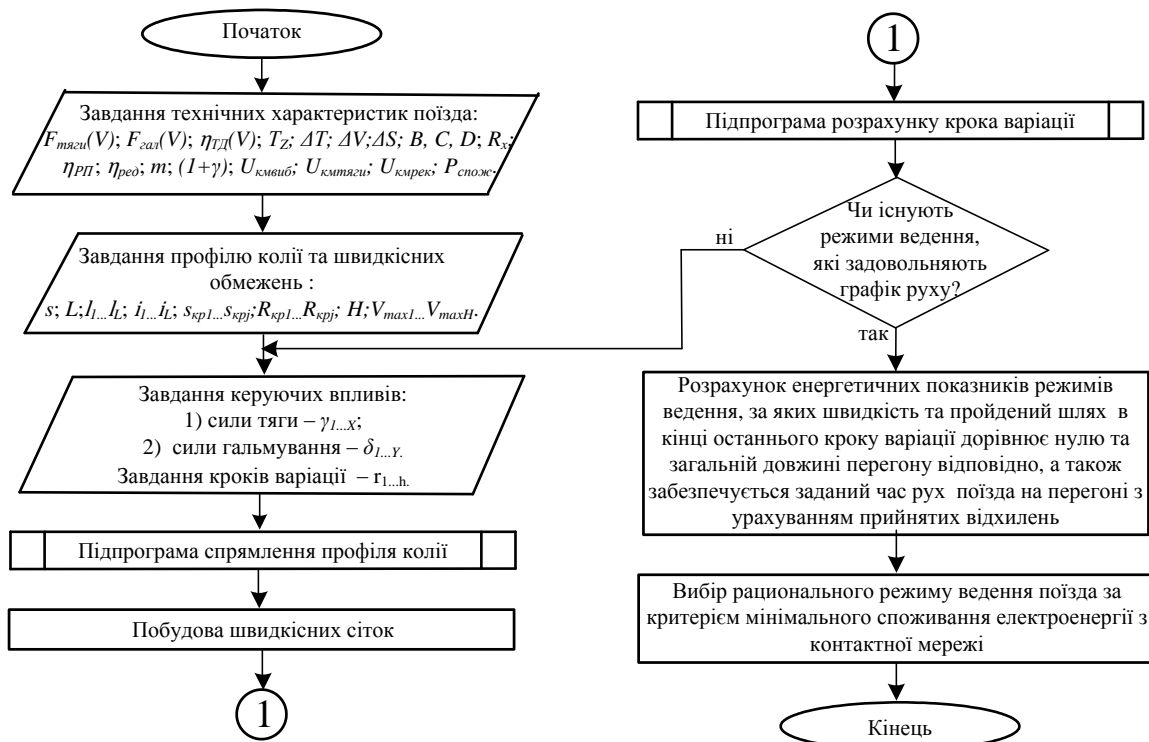 Початок
Завдання технічних характеристик поїзда:
Fтяги(V); Fгал(V); ηТД(V); TZ; ΔT; ΔV;ΔS; B, C, D; Rx;
ηРП; ηред; m; (1+γ); Uкмвиб; Uкмтяги; Uкмрек; Pспож.
Завдання профілю колії та швидкісних
обмежень :
s; L;l1...lL; i1...iL; sкр1...sкрj;Rкр1...Rкрj; H;Vmax1...VmaxH.
Завдання керуючих впливів:
1) сили тяги – γ1...X;
2) сили гальмування – δ1...Y.
Завдання кроків варіації – r1...h.
Підпрограма спрямлення профіля колії
Побудова швидкісних сіток
1
1
Підпрограма розрахунку крока варіації
Чи існують
режими ведення,
які задовольняють
графік руху?
ні
так
Розрахунок енергетичних показників режимів
ведення, за яких швидкість та пройдений шлях в
кінці останнього кроку варіації дорівнює нулю та
загальній довжині перегону відповідно, а також
забезпечується заданий час рух поїзда на перегоні з
урахуванням прийнятих відхилень
Вибір рационального режиму ведення поїзда за
критерієм мінімального споживання електроенергії з
контактної мережі
Кінець